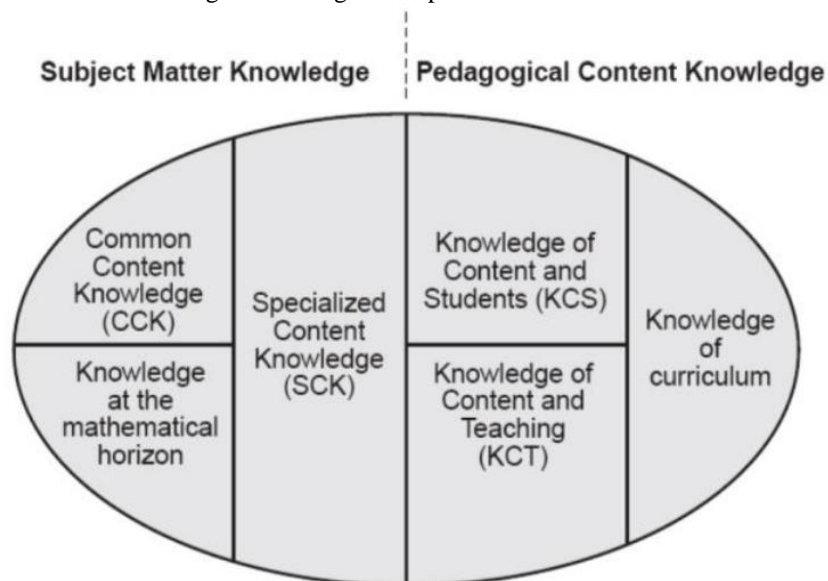 Subject Matter Knowledge
Pedagogical Content Knowledge
Common
Content
Knowledge
(CCK)
Knowledge
at the
mathematical
horizon
Specialized
Content
Knowledge
(SCK)
Knowledge of
Content and
Students (KCS)
Knowledge of
Content and
Teaching
(KCT)
Knowledge
of
curriculum